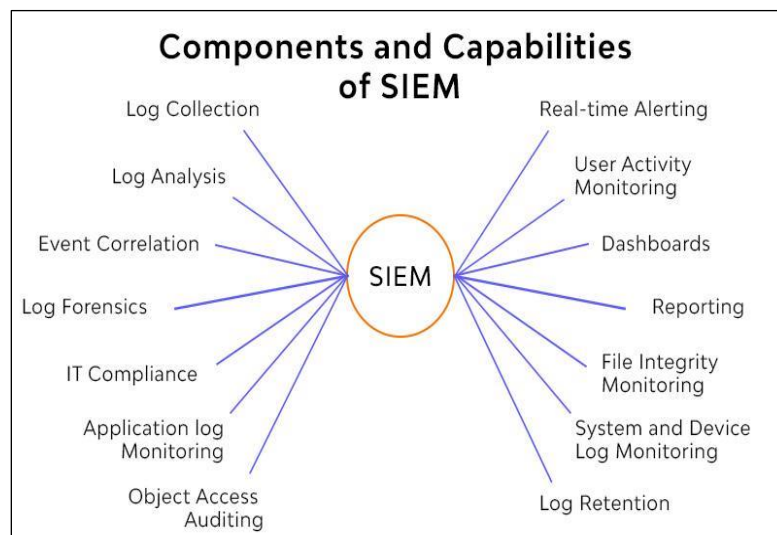 Components and Capabilities
of SIEM
Log Collection
Log Analysis
Event Correlation
Log Forensics
IT Compliance
Application log
Monitoring
Object Access
Auditing
SIEM
Real-time Alerting
User Activity
Monitoring
Dashboards
Reporting
File Integrity
Monitoring
System and Device
Log Monitoring
Log Retention